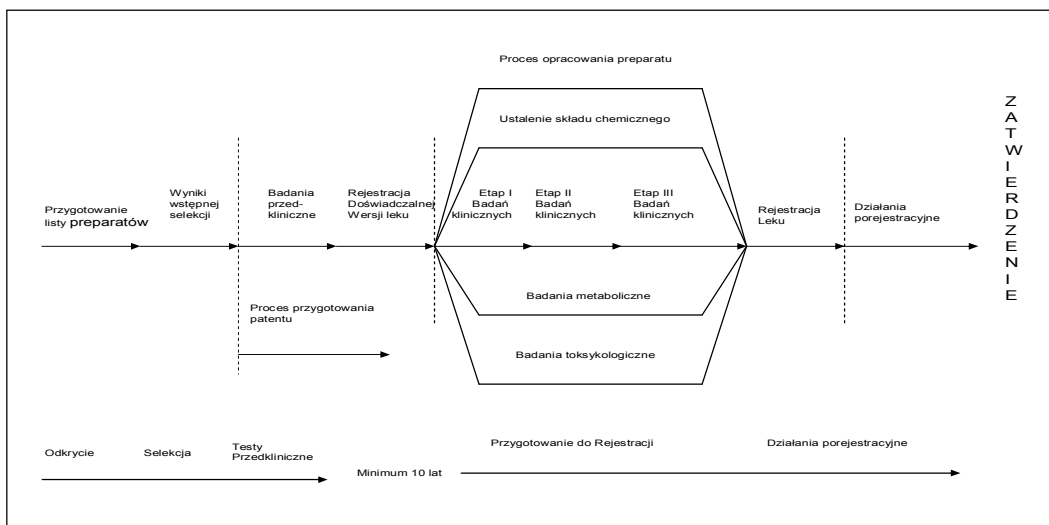 Proces opracowania preparatu
Ustalenie składu chemicznego
Przygotowanie
listy preparatów
Wyniki
wstępnej
selekcji
Badania
przed-
kliniczne
Rejestracja
Doświadczalnej
Wersji leku
Etap I
Badań
klinicznych
Etap II
Badań
klinicznych
Etap III
Badań
klinicznych
Rejestracja
Leku
Działania
porejestracyjne
ZATWIERDZENIE
Proces przygotowania
patentu
Badania metaboliczne
Badania toksykologiczne
Odkrycie
Selekcja
Testy
Przedkliniczne
Minimum 10 lat
Przygotowanie do Rejestracji
Działania porejestracyjne